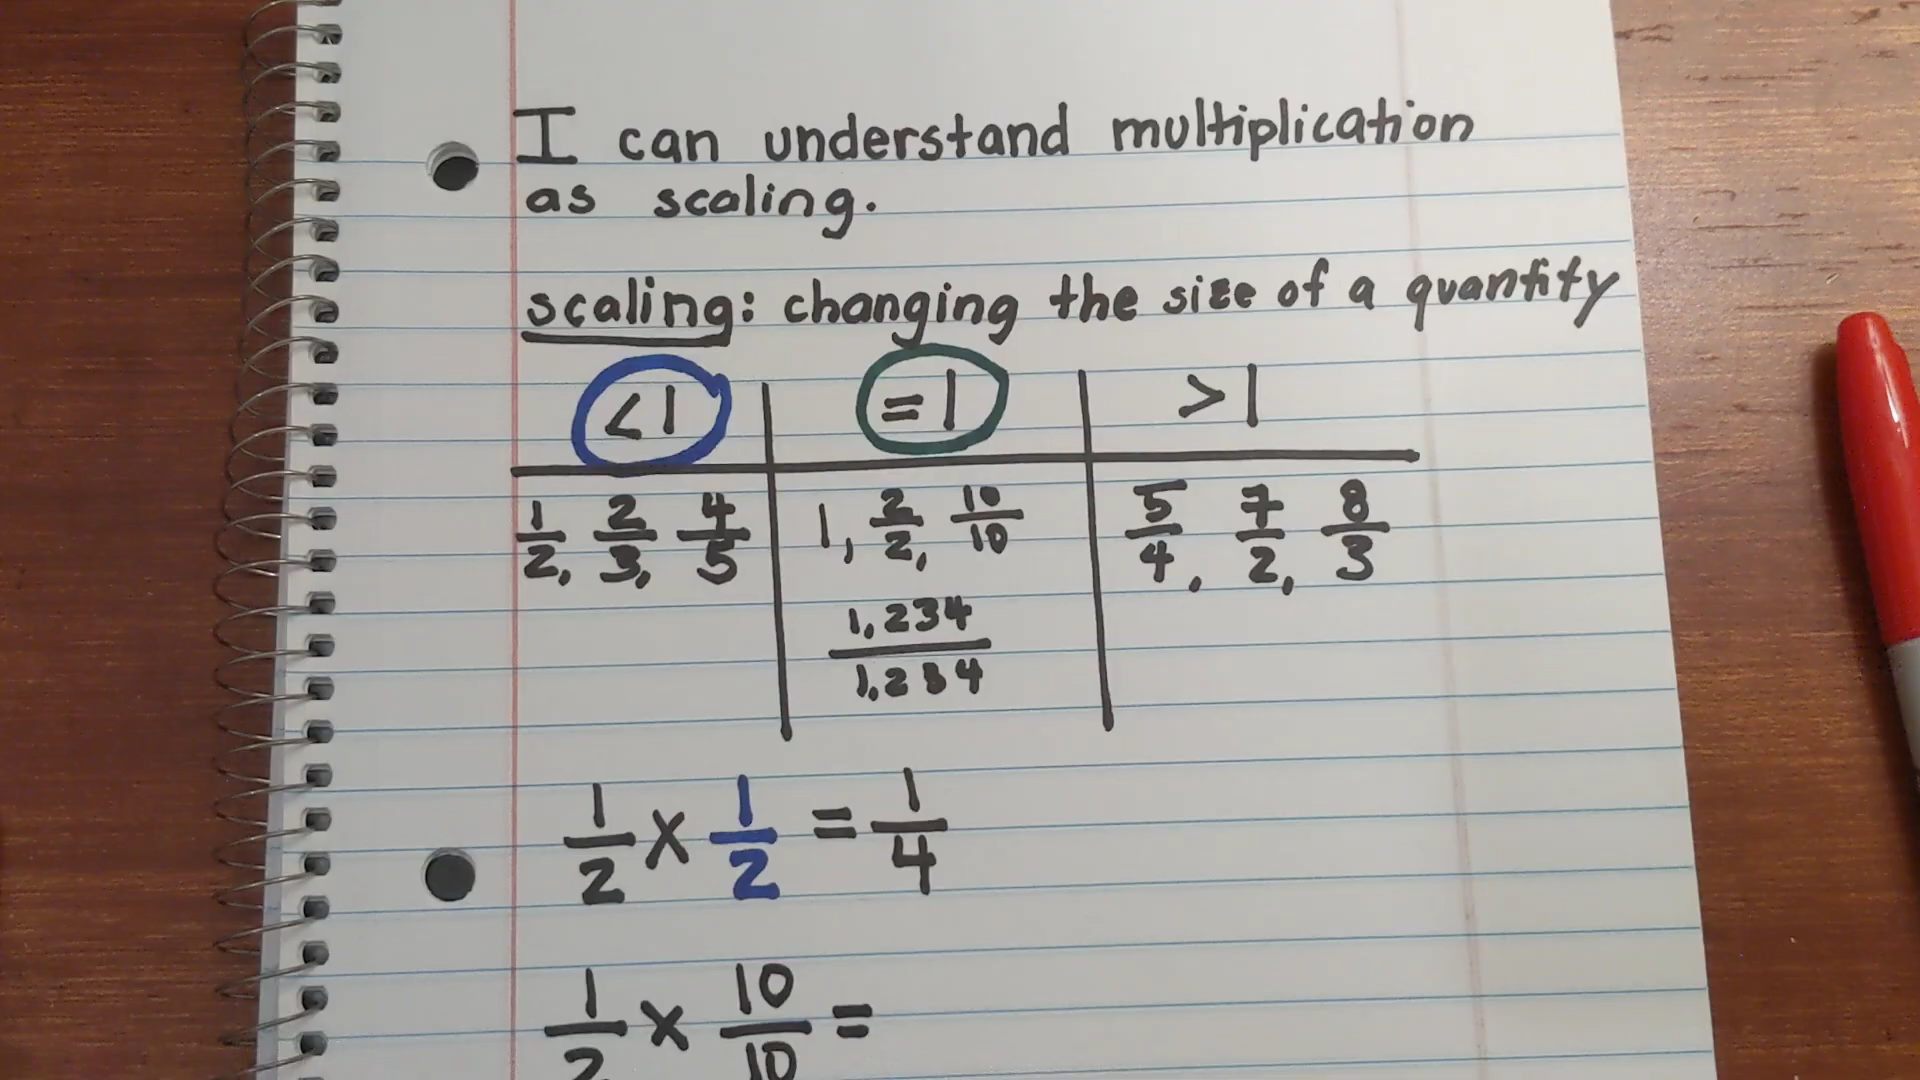 I can understand multiplication
as scaling.
scaling: changing the size of a quantity
<1 =1 >1
1/2, 2/3, 4/5 1, 2/2, 10/10 5/4, 7/2, 8/3
1,234/1,234
1/2 x 1/2 = 1/4
1/2 x 10/10 =